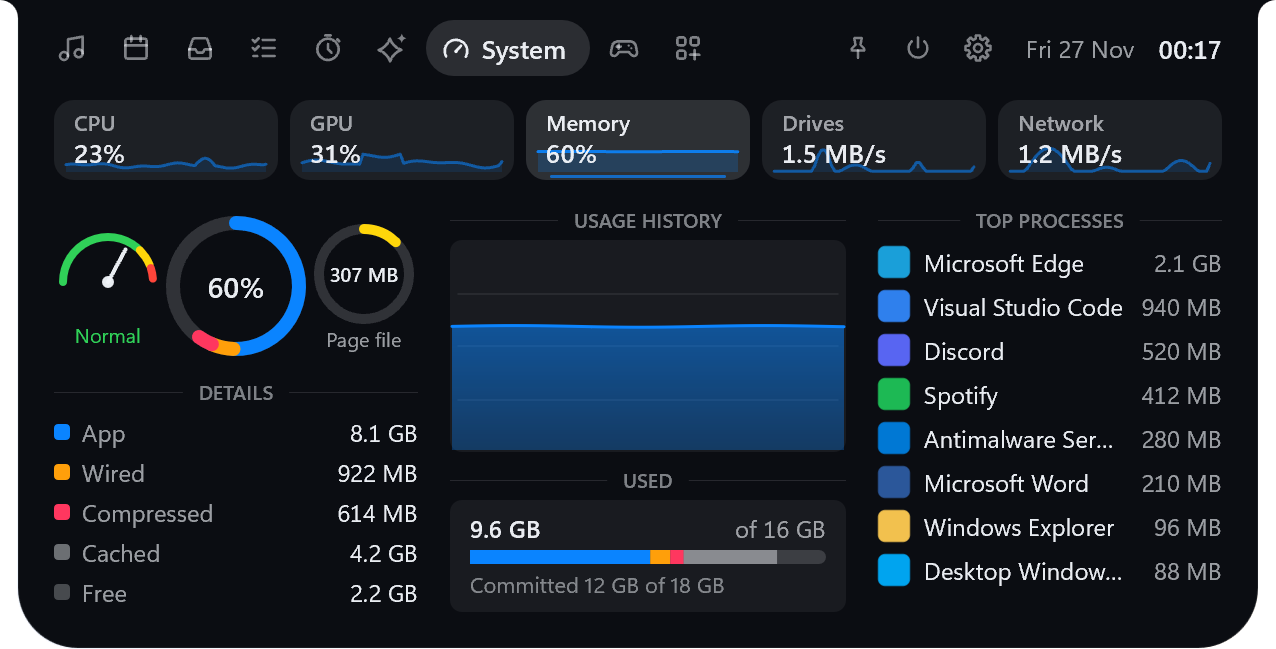 System
Fri 27 Nov 00:17
CPU
23%
GPU
31%
Memory
60%
Drives
1.5 MB/s
Network
1.2 MB/s
Normal
60%
307 MB
Page file
DETAILS
App 8.1 GB
Wired 922 MB
Compressed 614 MB
Cached 4.2 GB
Free 2.2 GB
USAGE HISTORY
USED
9.6 GB of 16 GB
Committed 12 GB of 18 GB
TOP PROCESSES
Microsoft Edge 2.1 GB
Visual Studio Code 940 MB
Discord 520 MB
Spotify 412 MB
Antimalware Ser... 280 MB
Microsoft Word 210 MB
Windows Explorer 96 MB
Desktop Window... 88 MB